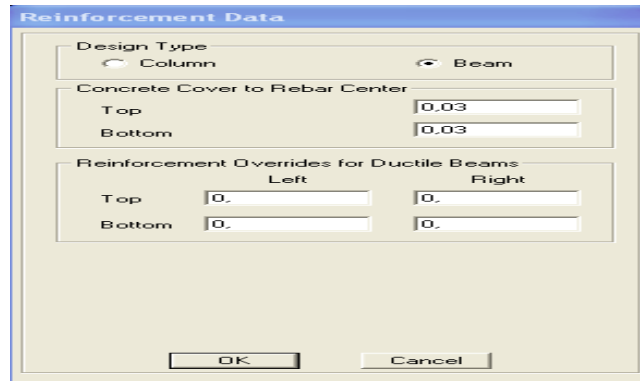 Reinforcement Data
Design Type
Column Beam
Concrete Cover to Rebar Center
Top 0,03
Bottom 0,03
Reinforcement Overrides for Ductile Beams
Left Right
Top 0, 0,
Bottom 0, 0,
OK Cancel